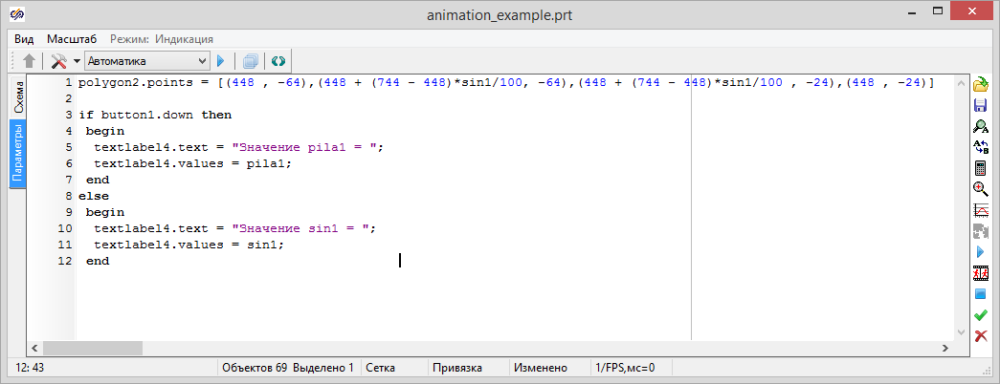 animation_example.prt
Вид Масштаб Режим: Индикация
Автоматика
Схема
Параметры
1 polygon2.points = [(448 , -64),(448 + (744 - 448)*sin1/100, -64),(448 + (744 - 448)*sin1/100 , -24),(448 , -24)]
2
3 if button1.down then
4 begin
5 textlabel4.text = "Значение pila1 = ";
6 textlabel4.values = pila1;
7 end
8 else
9 begin
10 textlabel4.text = "Значение sin1 = ";
11 textlabel4.values = sin1;
12 end
12: 43 Объектов 69 Выделено 1 Сетка Привязка Изменено 1/FPS,мс=0